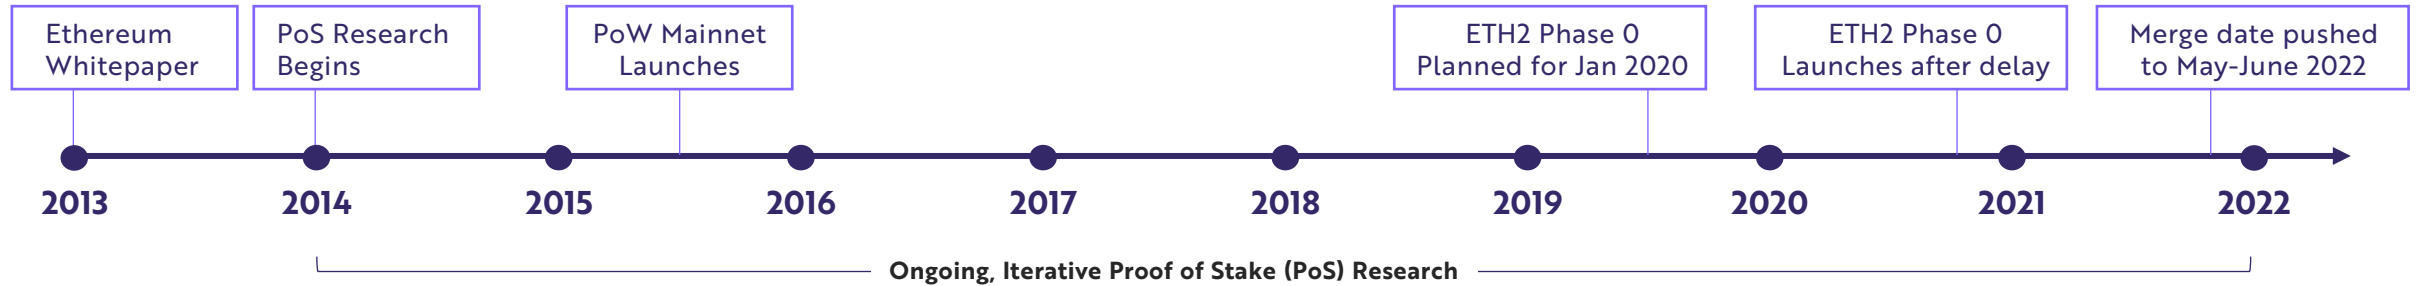 Ethereum
Whitepaper
PoS Research
Begins
PoW Mainnet
Launches
ETH2 Phase 0
Planned for Jan 2020
ETH2 Phase 0
Launches after delay
Merge date pushed
to May-June 2022
2013
2014
2015
2016
2017
2018
2019
2020
2021
2022
Ongoing, Iterative Proof of Stake (PoS) Research